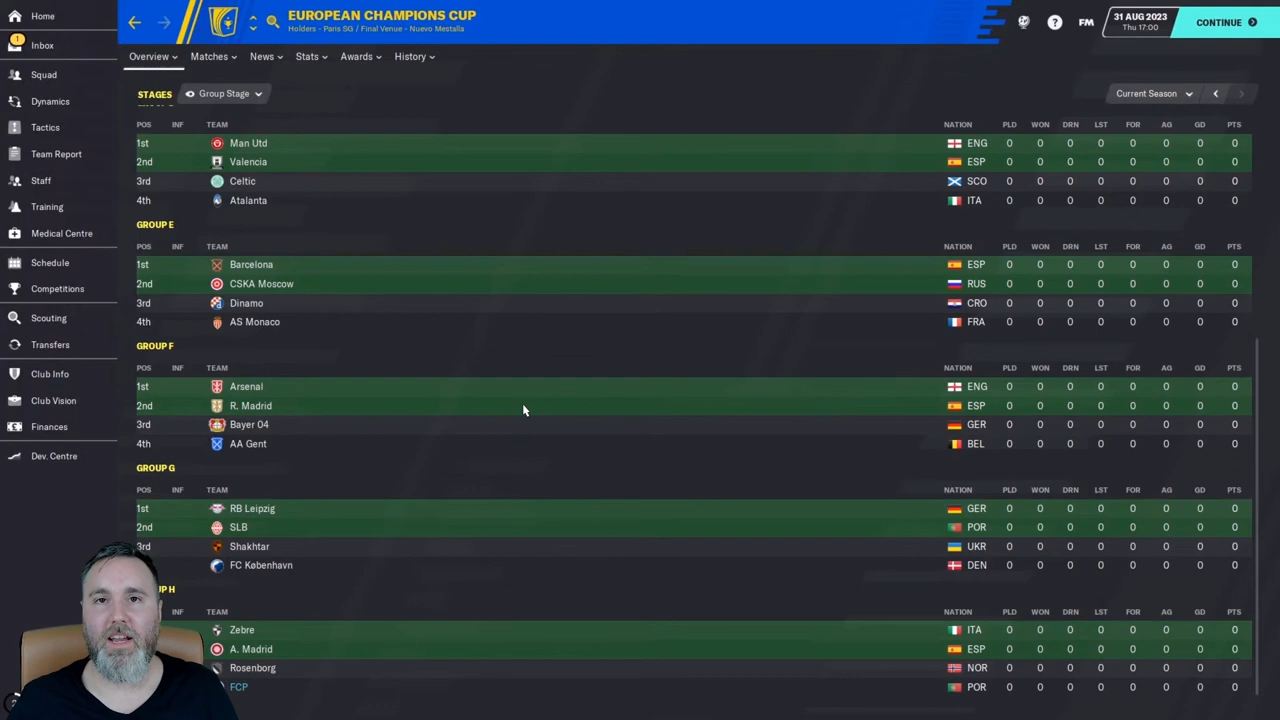 Home
1
Inbox
Squad
Dynamics
Tactics
Team Report
Staff
Training
Medical Centre
Schedule
Competitions
Scouting
Transfers
Club Info
Club Vision
Finances
Dev. Centre
EUROPEAN CHAMPIONS CUP
Holders - Paris SG / Final Venue - Nuevo Mestalla
? FM 31 AUG 2023 CONTINUE
Thu 17:00
Overview Matches News Stats Awards History
STAGES Group Stage Current Season
POS INF TEAM NATION PLD WON DRN LST FOR AG GD PTS
1st Man Utd ENG 0 0 0 0 0 0 0 0
2nd Valencia ESP 0 0 0 0 0 0 0 0
3rd Celtic SCO 0 0 0 0 0 0 0 0
4th Atalanta ITA 0 0 0 0 0 0 0 0
GROUP E
POS INF TEAM NATION PLD WON DRN LST FOR AG GD PTS
1st Barcelona ESP 0 0 0 0 0 0 0 0
2nd CSKA Moscow RUS 0 0 0 0 0 0 0 0
3rd Dinamo CRO 0 0 0 0 0 0 0 0
4th AS Monaco FRA 0 0 0 0 0 0 0 0
GROUP F
POS INF TEAM NATION PLD WON DRN LST FOR AG GD PTS
1st Arsenal ENG 0 0 0 0 0 0 0 0
2nd R. Madrid ESP 0 0 0 0 0 0 0 0
3rd Bayer 04 GER 0 0 0 0 0 0 0 0
4th AA Gent BEL 0 0 0 0 0 0 0 0
GROUP G
POS INF TEAM NATION PLD WON DRN LST FOR AG GD PTS
1st RB Leipzig GER 0 0 0 0 0 0 0 0
2nd SLB POR 0 0 0 0 0 0 0 0
3rd Shakhtar UKR 0 0 0 0 0 0 0 0
FC København DEN 0 0 0 0 0 0 0 0
H
INF TEAM NATION PLD WON DRN LST FOR AG GD PTS
Zebre ITA 0 0 0 0 0 0 0 0
A. Madrid ESP 0 0 0 0 0 0 0 0
Rosenborg NOR 0 0 0 0 0 0 0 0
FCP POR 0 0 0 0 0 0 0 0